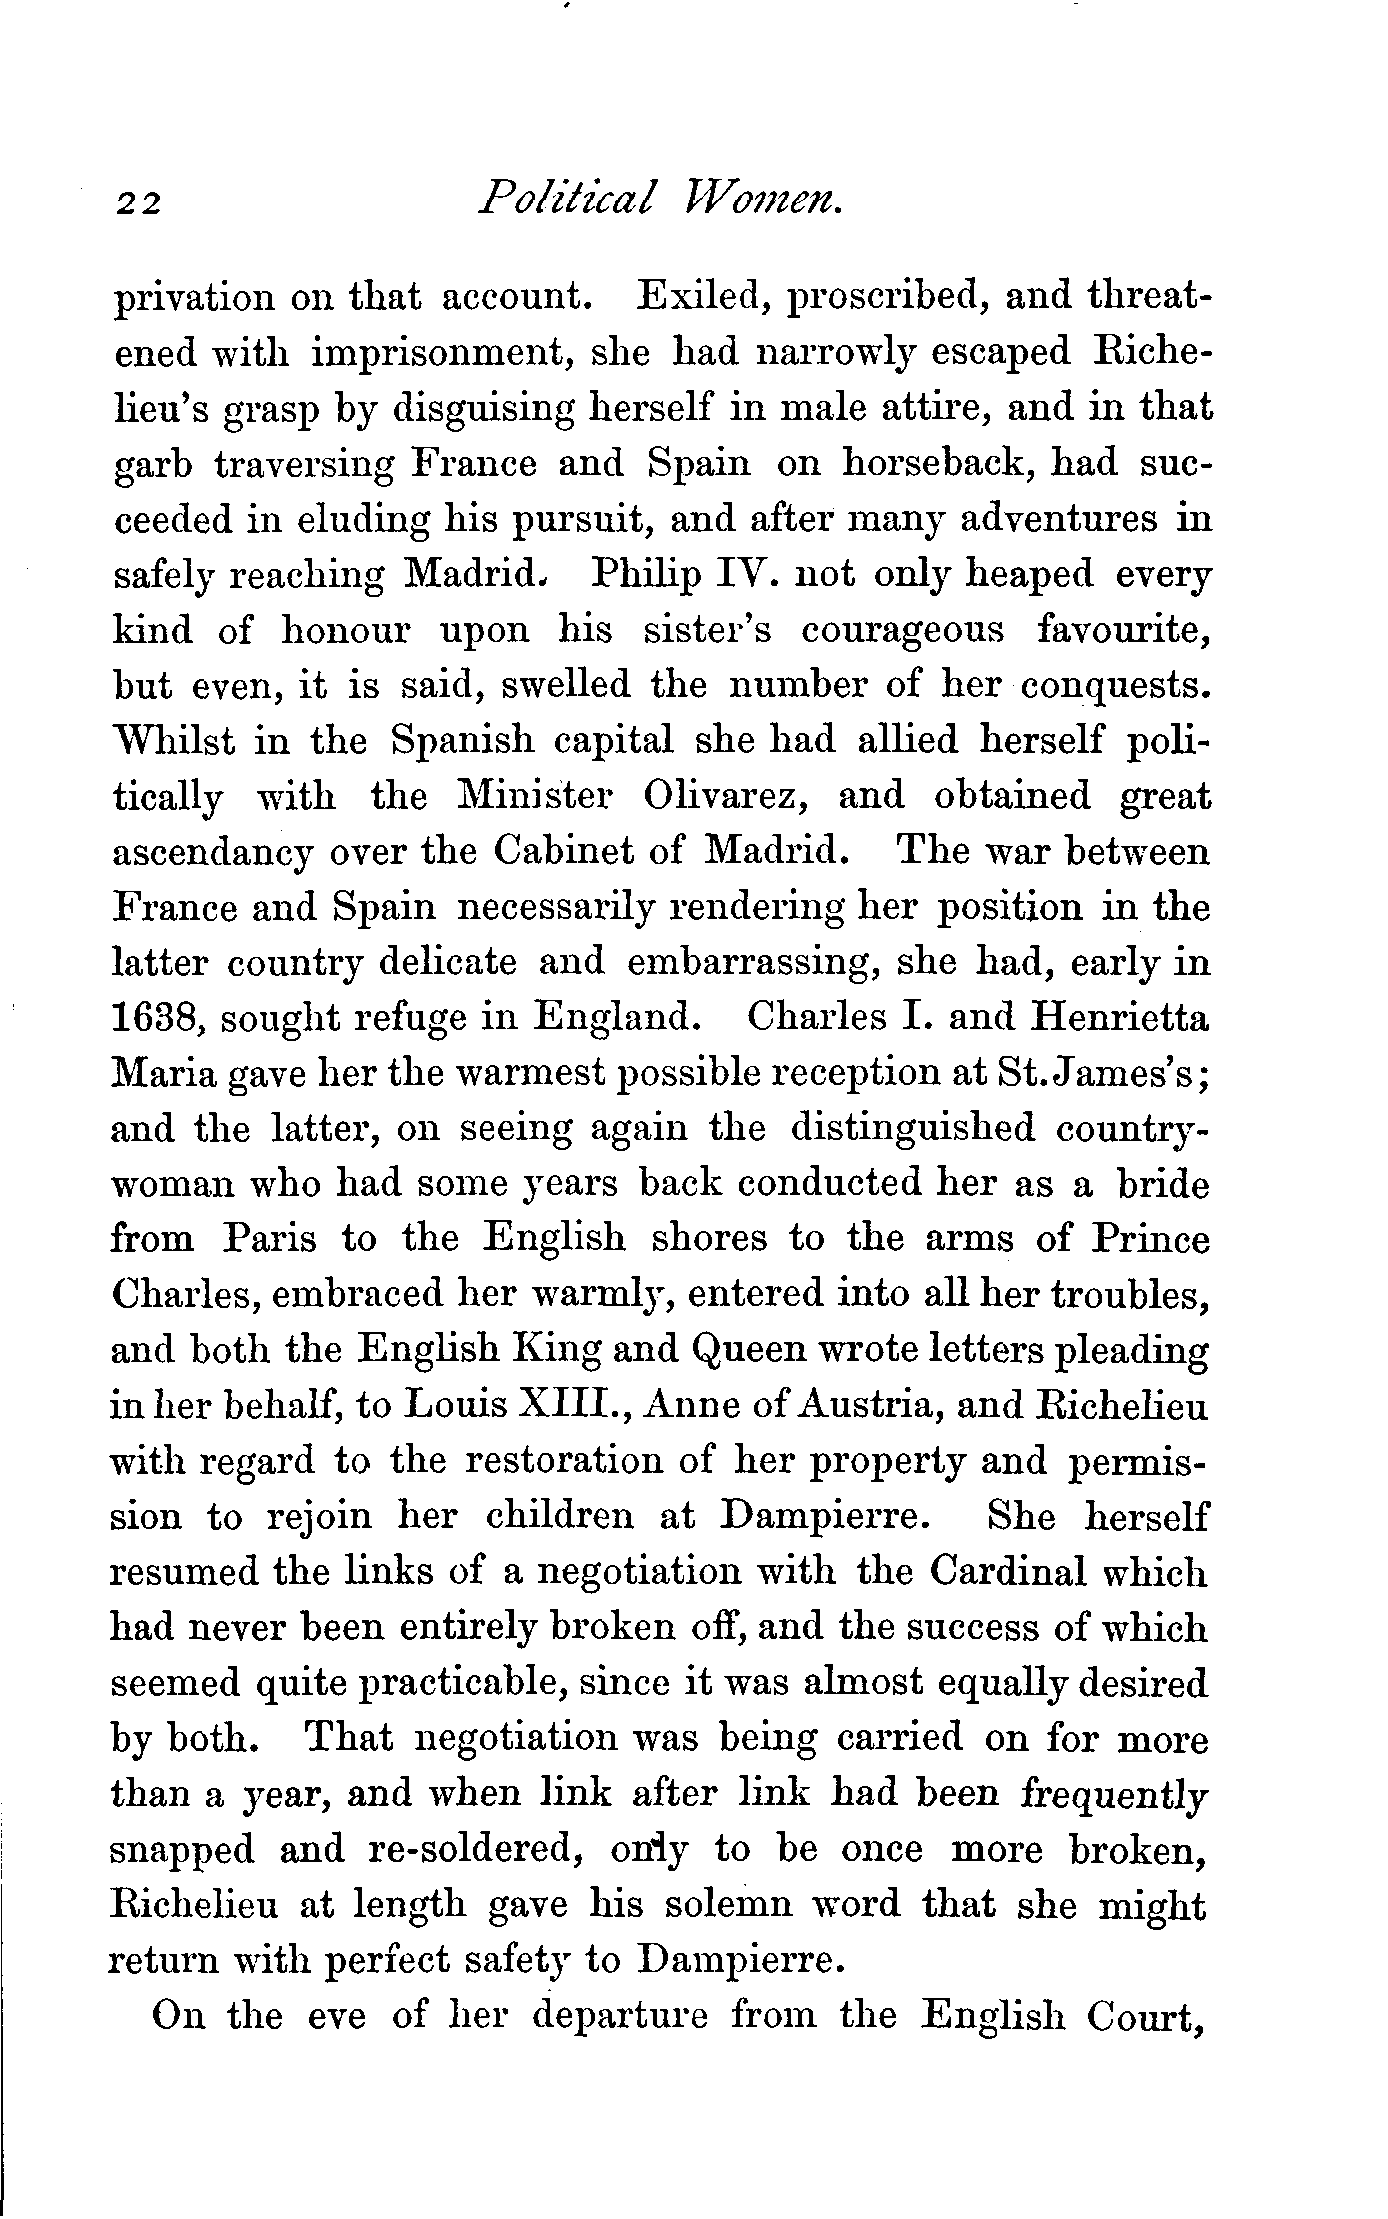 22 Political Women.
privation on that account. Exiled, proscribed, and threat-
ened with imprisonment, she had narrowly escaped Riche-
lieu's grasp by disguising herself in male attire, and in that
garb traversing France and Spain on horseback, had suc-
ceeded in eluding his pursuit, and after many adventures in
safely reaching Madrid. Philip IV. not only heaped every
kind of honour upon his sister's courageous favourite,
but even, it is said, swelled the number of her conquests.
Whilst in the Spanish capital she had allied herself poli-
tically with the Minister Olivarez, and obtained great
ascendancy over the Cabinet of Madrid. The war between
France and Spain necessarily rendering her position in the
latter country delicate and embarrassing, she had, early in
1638, sought refuge in England. Charles I. and Henrietta
Maria gave her the warmest possible reception at St. James's;
and the latter, on seeing again the distinguished country-
woman who had some years back conducted her as a bride
from Paris to the English shores to the arms of Prince
Charles, embraced her warmly, entered into all her troubles,
and both the English King and Queen wrote letters pleading
in her behalf, to Louis XIII., Anne of Austria, and Richelieu
with regard to the restoration of her property and permis-
sion to rejoin her children at Dampierre. She herself
resumed the links of a negotiation with the Cardinal which
had never been entirely broken off, and the success of which
seemed quite practicable, since it was almost equally desired
by both. That negotiation was being carried on for more
than a year, and when link after link had been frequently
snapped and re-soldered, only to be once more broken,
Richelieu at length gave his solemn word that she might
return with perfect safety to Dampierre.
On the eve of her departure from the English Court,